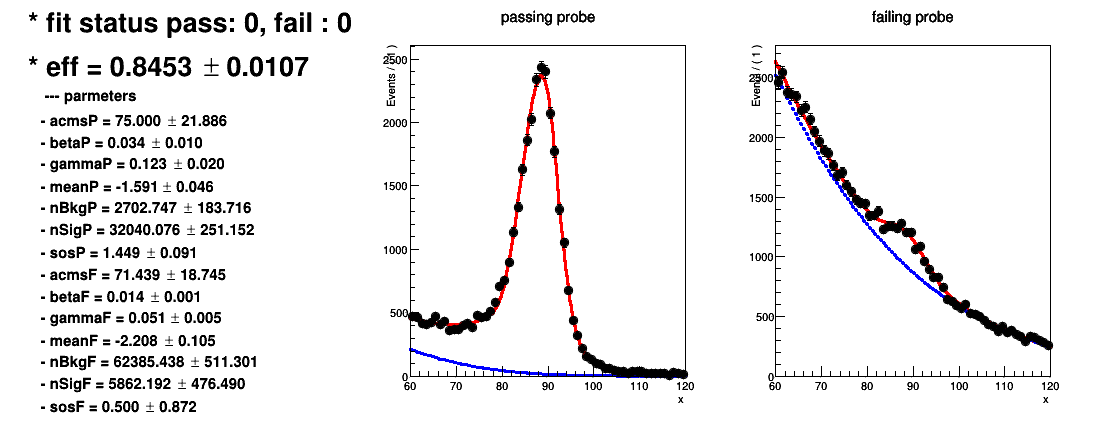 * fit status pass: 0, fail : 0
* eff = 0.8453 ± 0.0107
--- parmeters
- acmsP = 75.000 ± 21.886
- betaP = 0.034 ± 0.010
- gammaP = 0.123 ± 0.020
- meanP = -1.591 ± 0.046
- nBkgP = 2702.747 ± 183.716
- nSigP = 32040.076 ± 251.152
- sosP = 1.449 ± 0.091
- acmsF = 71.439 ± 18.745
- betaF = 0.014 ± 0.001
- gammaF = 0.051 ± 0.005
- meanF = -2.208 ± 0.105
- nBkgF = 62385.438 ± 511.301
- nSigF = 5862.192 ± 476.490
- sosF = 0.500 ± 0.872
passing probe
Events / ( 1 )
2500
2000
1500
1000
500
0
60 70 80 90 100 110 120
x
failing probe
Events / ( 1 )
2500
2000
1500
1000
500
0
60 70 80 90 100 110 120
x